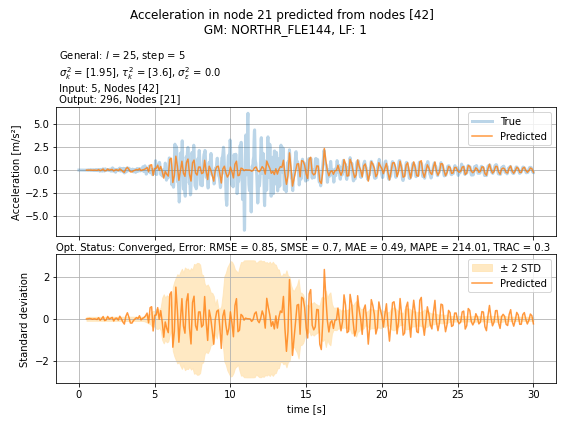 Acceleration in node 21 predicted from nodes [42]
GM: NORTHR_FLE144, LF: 1
General: l = 25, step = 5
σ²ₖ = [1.95], τ²ₖ = [3.6], σ²ε = 0.0
Input: 5, Nodes [42]
Output: 296, Nodes [21]
5.0
2.5
0.0
−2.5
−5.0
Acceleration [m/s²]
True
Predicted
Opt. Status: Converged, Error: RMSE = 0.85, SMSE = 0.7, MAE = 0.49, MAPE = 214.01, TRAC = 0.3
2
0
−2
Standard deviation
± 2 STD
Predicted
0 5 10 15 20 25 30
time [s]